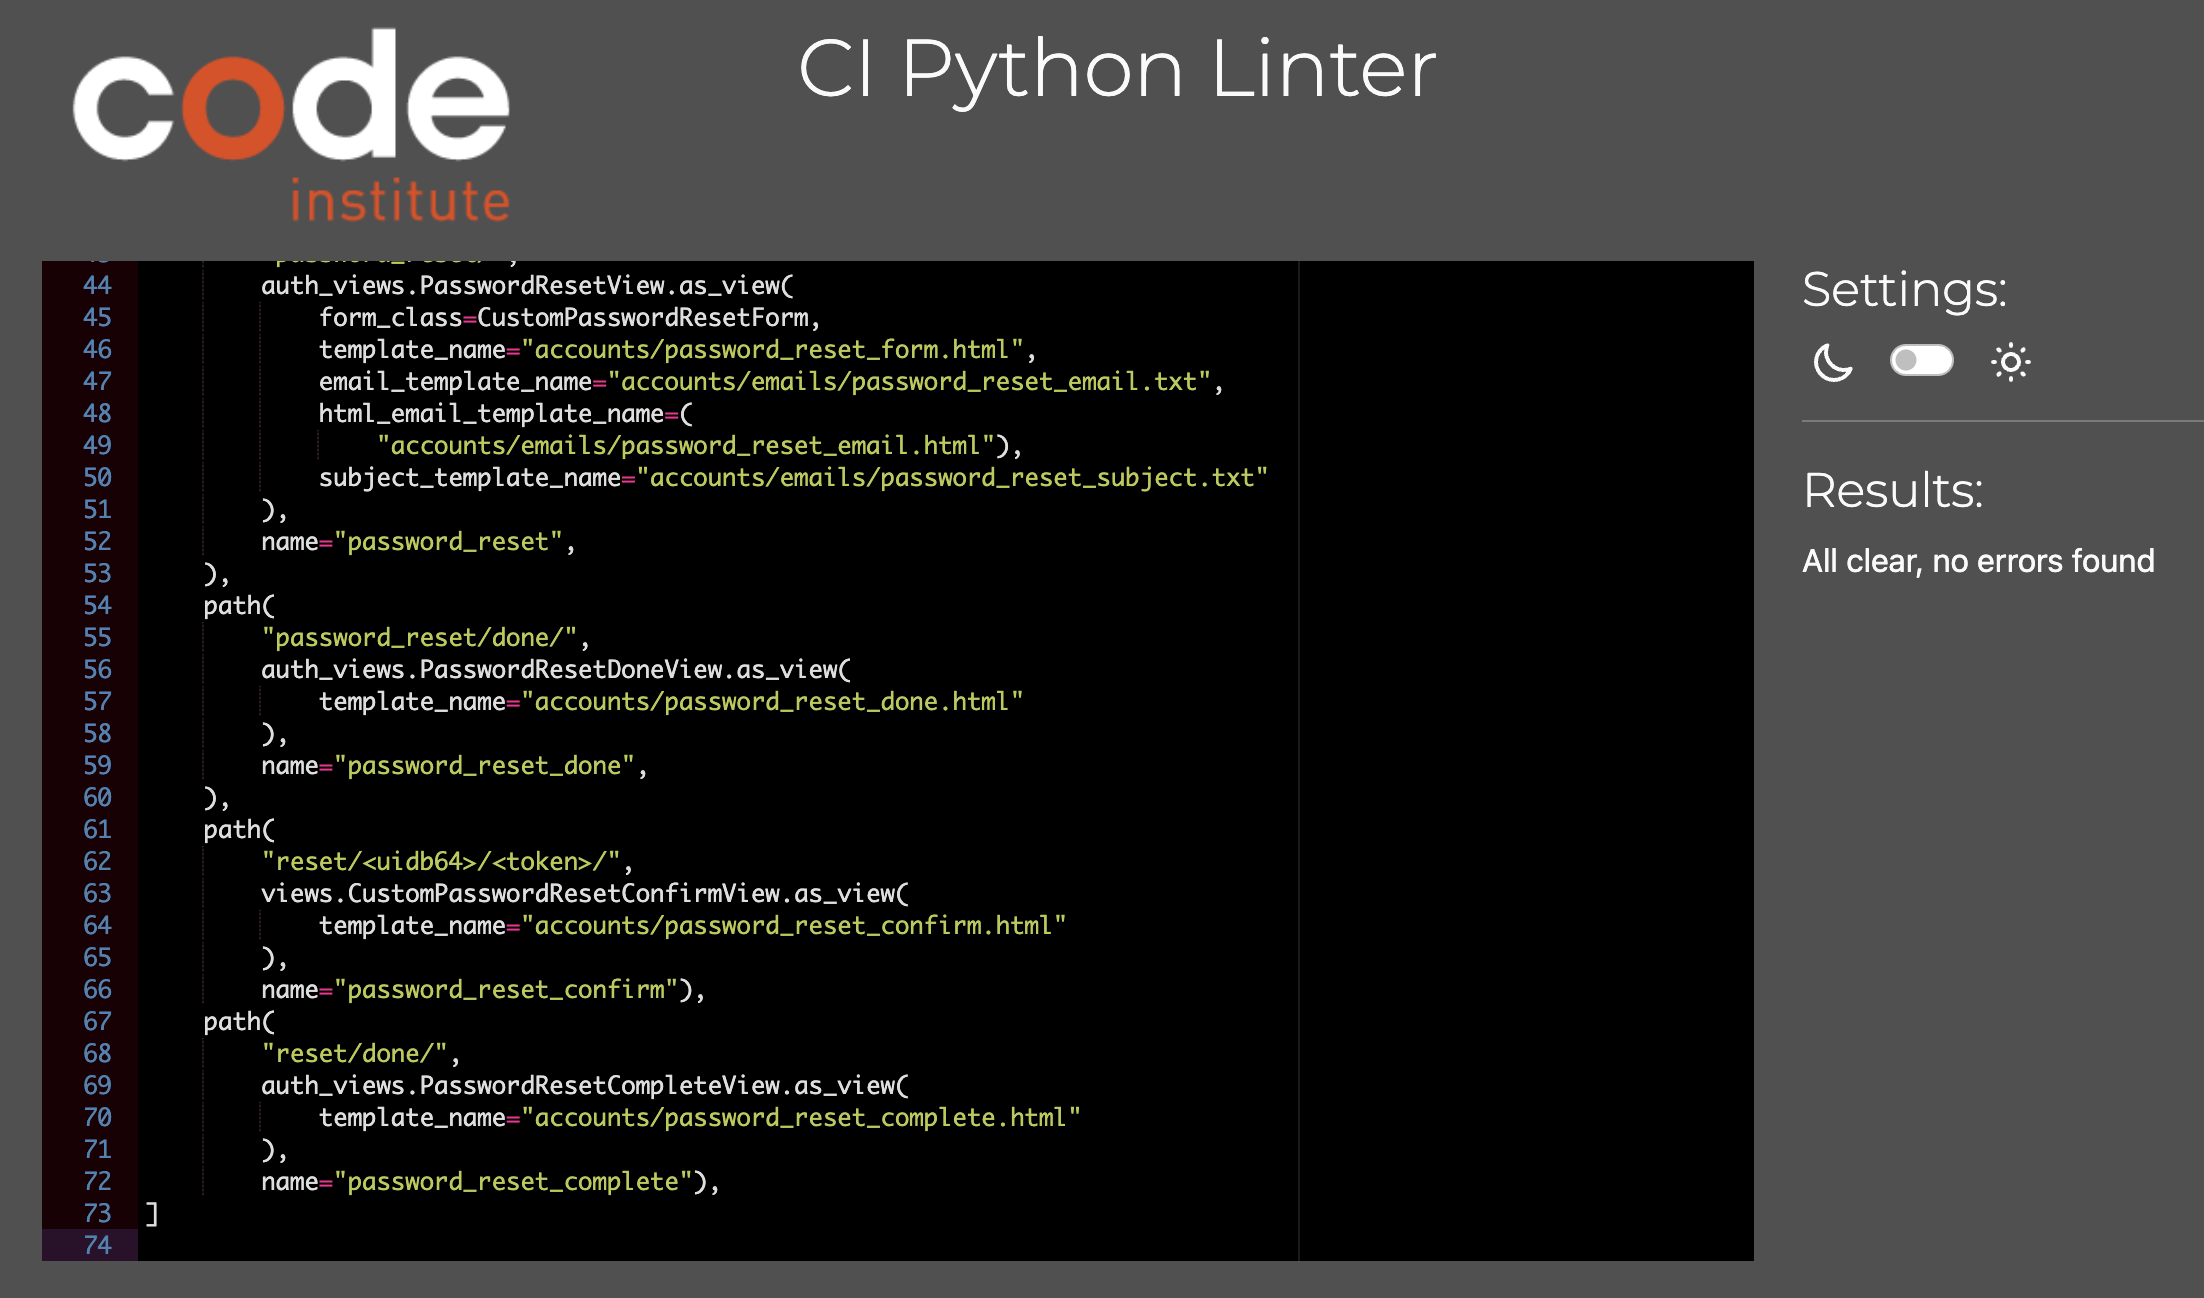 code
institute
CI Python Linter
44 auth_views.PasswordResetView.as_view(
45 form_class=CustomPasswordResetForm,
46 template_name="accounts/password_reset_form.html",
47 email_template_name="accounts/emails/password_reset_email.txt",
48 html_email_template_name=(
49 "accounts/emails/password_reset_email.html"),
50 subject_template_name="accounts/emails/password_reset_subject.txt"
51 ),
52 name="password_reset",
53 ),
54 path(
55 "password_reset/done/",
56 auth_views.PasswordResetDoneView.as_view(
57 template_name="accounts/password_reset_done.html"
58 ),
59 name="password_reset_done",
60 ),
61 path(
62 "reset/<uidb64>/<token>/",
63 views.CustomPasswordResetConfirmView.as_view(
64 template_name="accounts/password_reset_confirm.html"
65 ),
66 name="password_reset_confirm"),
67 path(
68 "reset/done/",
69 auth_views.PasswordResetCompleteView.as_view(
70 template_name="accounts/password_reset_complete.html"
71 ),
72 name="password_reset_complete"),
73 ]
74
Settings:
Results:
All clear, no errors found